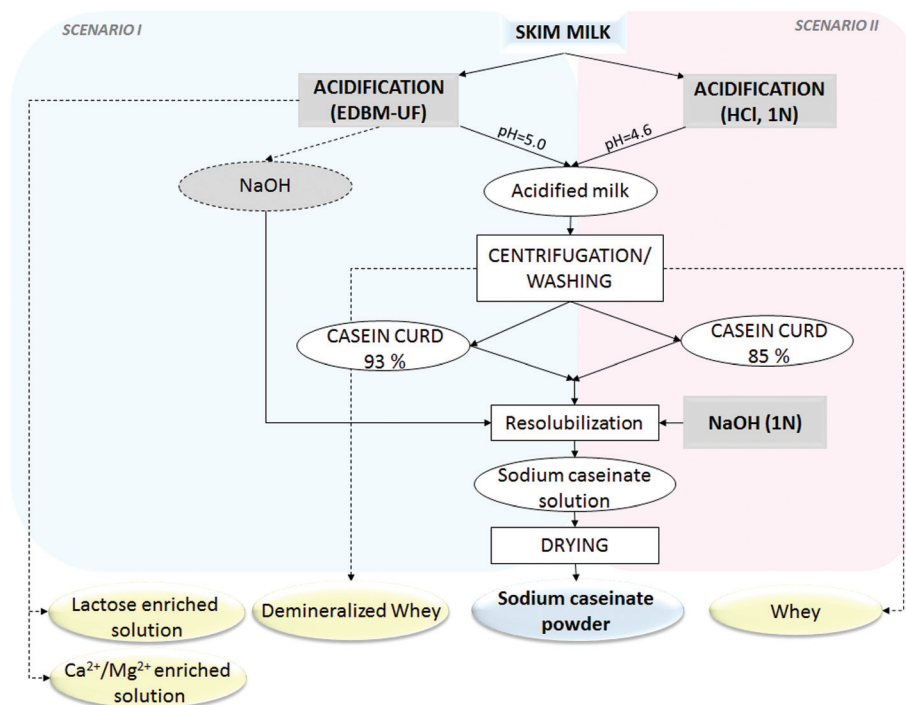 SCENARIO I
SCENARIO II
SKIM MILK
ACIDIFICATION
(EDBM-UF)
ACIDIFICATION
(HCl, 1N)
pH=5.0
pH=4.6
NaOH
Acidified milk
CENTRIFUGATION/
WASHING
CASEIN CURD
93 %
CASEIN CURD
85 %
Resolubilization
NaOH (1N)
Sodium caseinate
solution
DRYING
Lactose enriched
solution
Demineralized Whey
Sodium caseinate
powder
Whey
Ca²⁺/Mg²⁺ enriched
solution